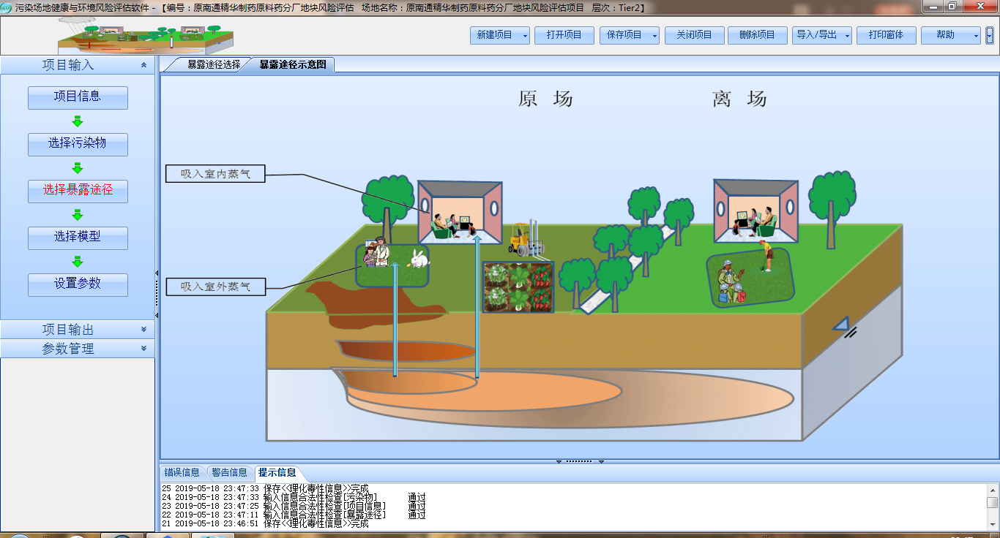 污染场地健康与环境风险评估软件 - 【编号：原南通精华制药原料药分厂地块风险评估 场地名称：原南通精华制药原料药分厂地块风险评估项目 层次：Tier2】
新建项目 打开项目 保存项目 关闭项目 删除项目 导入/导出 打印窗体 帮助
项目输入
项目信息
选择污染物
选择暴露途径
选择模型
设置参数
项目输出
参数管理
暴露途径选择 暴露途径示意图
原 场 离 场
吸入室内蒸气
吸入室外蒸气
错误信息 警告信息 提示信息
25 2019-05-18 23:47:33 保存<<理化毒性信息>>完成
24 2019-05-18 23:47:33 输入信息合法性检查[污染物] 通过
23 2019-05-18 23:47:25 输入信息合法性检查[项目信息] 通过
22 2019-05-18 23:47:11 输入信息合法性检查[暴露途径] 通过
21 2019-05-18 23:46:51 保存<<理化毒性信息>>完成